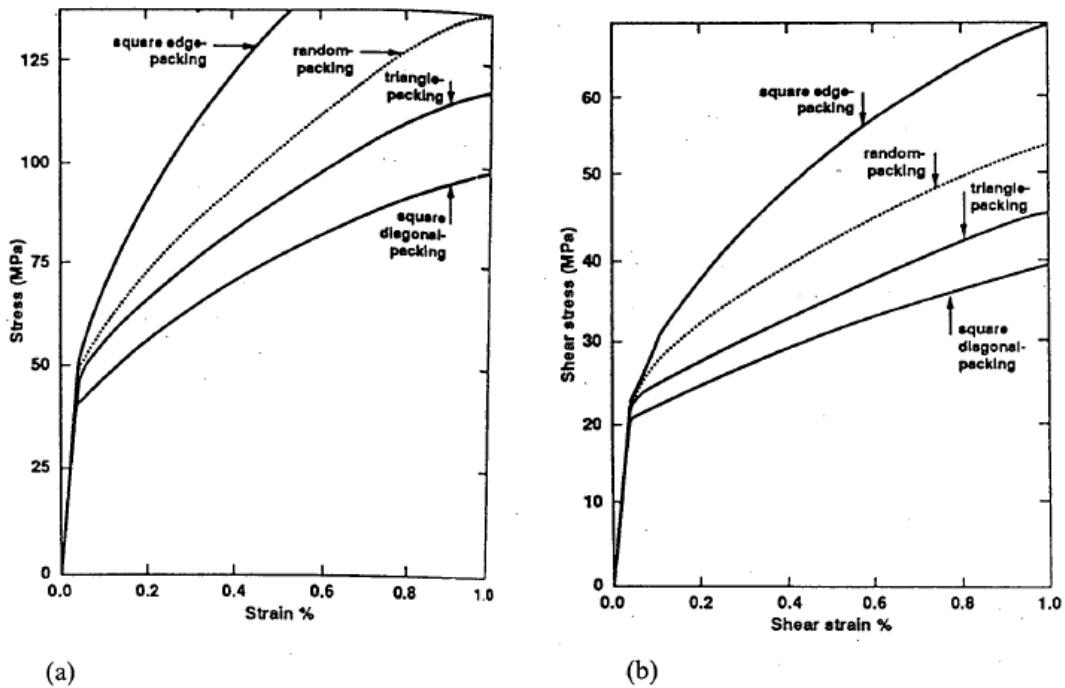 125
100
75
50
25
0
Stress (MPa)
square edge-
packing
random-
packing
triangle-
packing
square
diagonal-
packing
0.0 0.2 0.4 0.6 0.8 1.0
Strain %
(a)
60
50
40
30
20
10
0
Shear stress (MPa)
square edge-
packing
random-
packing
triangle-
packing
square
diagonal-
packing
0.0 0.2 0.4 0.6 0.8 1.0
Shear strain %
(b)